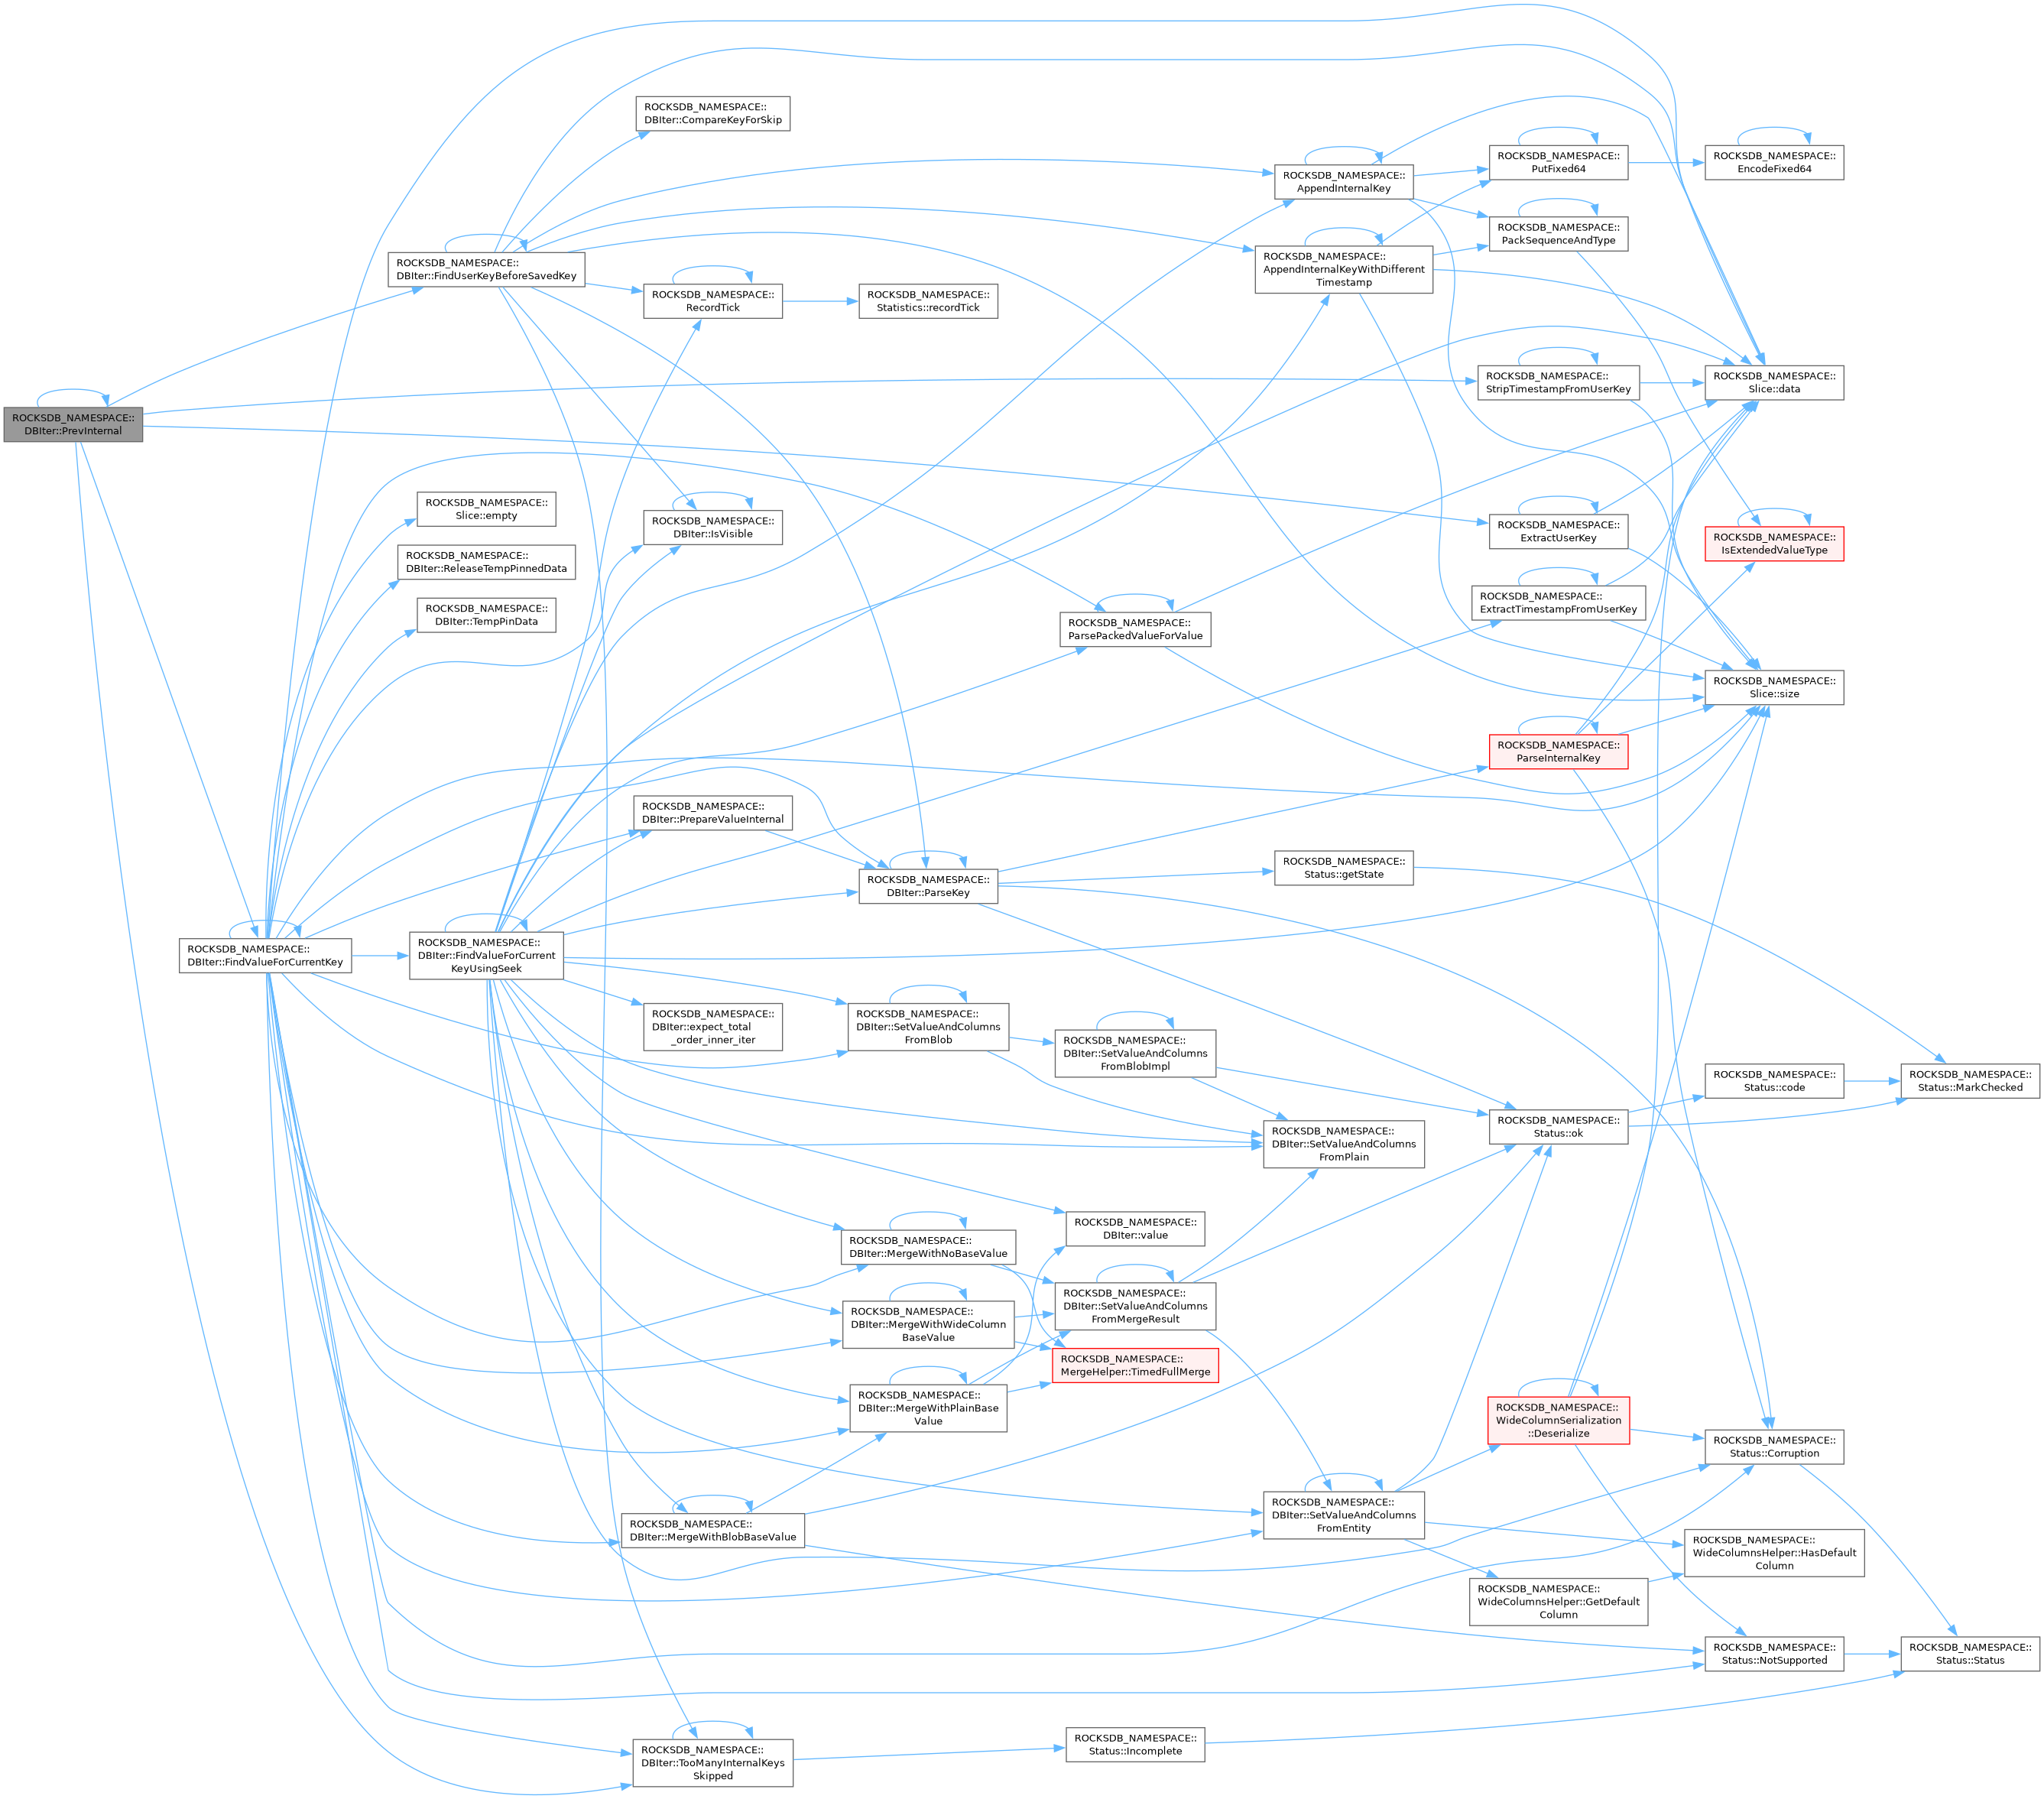 ROCKSDB_NAMESPACE::
DBIter::PrevInternal
ROCKSDB_NAMESPACE::
DBIter::FindValueForCurrentKey
ROCKSDB_NAMESPACE::
DBIter::FindUserKeyBeforeSavedKey
ROCKSDB_NAMESPACE::
Slice::empty
ROCKSDB_NAMESPACE::
DBIter::ReleaseTempPinnedData
ROCKSDB_NAMESPACE::
DBIter::TempPinData
ROCKSDB_NAMESPACE::
DBIter::FindValueForCurrent
KeyUsingSeek
ROCKSDB_NAMESPACE::
DBIter::CompareKeyForSkip
ROCKSDB_NAMESPACE::
RecordTick
ROCKSDB_NAMESPACE::
DBIter::IsVisible
ROCKSDB_NAMESPACE::
DBIter::PrepareValueInternal
ROCKSDB_NAMESPACE::
DBIter::expect_total
_order_inner_iter
ROCKSDB_NAMESPACE::
DBIter::MergeWithBlobBaseValue
ROCKSDB_NAMESPACE::
DBIter::TooManyInternalKeys
Skipped
ROCKSDB_NAMESPACE::
Statistics::recordTick
ROCKSDB_NAMESPACE::
DBIter::ParseKey
ROCKSDB_NAMESPACE::
DBIter::SetValueAndColumns
FromBlob
ROCKSDB_NAMESPACE::
DBIter::MergeWithNoBaseValue
ROCKSDB_NAMESPACE::
DBIter::MergeWithWideColumn
BaseValue
ROCKSDB_NAMESPACE::
DBIter::MergeWithPlainBase
Value
ROCKSDB_NAMESPACE::
ParsePackedValueForValue
ROCKSDB_NAMESPACE::
DBIter::SetValueAndColumns
FromBlobImpl
ROCKSDB_NAMESPACE::
DBIter::value
ROCKSDB_NAMESPACE::
DBIter::SetValueAndColumns
FromMergeResult
ROCKSDB_NAMESPACE::
MergeHelper::TimedFullMerge
ROCKSDB_NAMESPACE::
Status::Incomplete
ROCKSDB_NAMESPACE::
AppendInternalKey
ROCKSDB_NAMESPACE::
AppendInternalKeyWithDifferent
Timestamp
ROCKSDB_NAMESPACE::
Status::getState
ROCKSDB_NAMESPACE::
DBIter::SetValueAndColumns
FromPlain
ROCKSDB_NAMESPACE::
DBIter::SetValueAndColumns
FromEntity
ROCKSDB_NAMESPACE::
PutFixed64
ROCKSDB_NAMESPACE::
PackSequenceAndType
ROCKSDB_NAMESPACE::
StripTimestampFromUserKey
ROCKSDB_NAMESPACE::
ExtractUserKey
ROCKSDB_NAMESPACE::
ExtractTimestampFromUserKey
ROCKSDB_NAMESPACE::
ParseInternalKey
ROCKSDB_NAMESPACE::
Status::ok
ROCKSDB_NAMESPACE::
WideColumnSerialization
::Deserialize
ROCKSDB_NAMESPACE::
WideColumnsHelper::GetDefault
Column
ROCKSDB_NAMESPACE::
EncodeFixed64
ROCKSDB_NAMESPACE::
Slice::data
ROCKSDB_NAMESPACE::
IsExtendedValueType
ROCKSDB_NAMESPACE::
Slice::size
ROCKSDB_NAMESPACE::
Status::code
ROCKSDB_NAMESPACE::
Status::Corruption
ROCKSDB_NAMESPACE::
WideColumnsHelper::HasDefault
Column
ROCKSDB_NAMESPACE::
Status::NotSupported
ROCKSDB_NAMESPACE::
Status::MarkChecked
ROCKSDB_NAMESPACE::
Status::Status